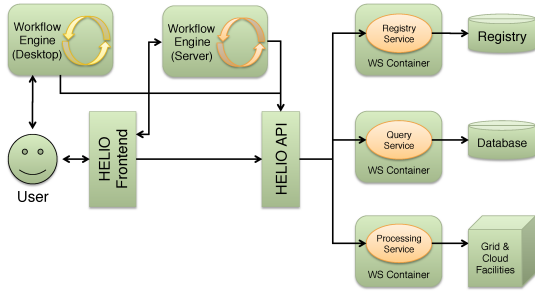 Workflow
Engine
(Desktop)
Workflow
Engine
(Server)
User
HELIO
Frontend
HELIO API
Registry
Service
WS Container
Registry
Query
Service
WS Container
Database
Processing
Service
WS Container
Grid &
Cloud
Facilities